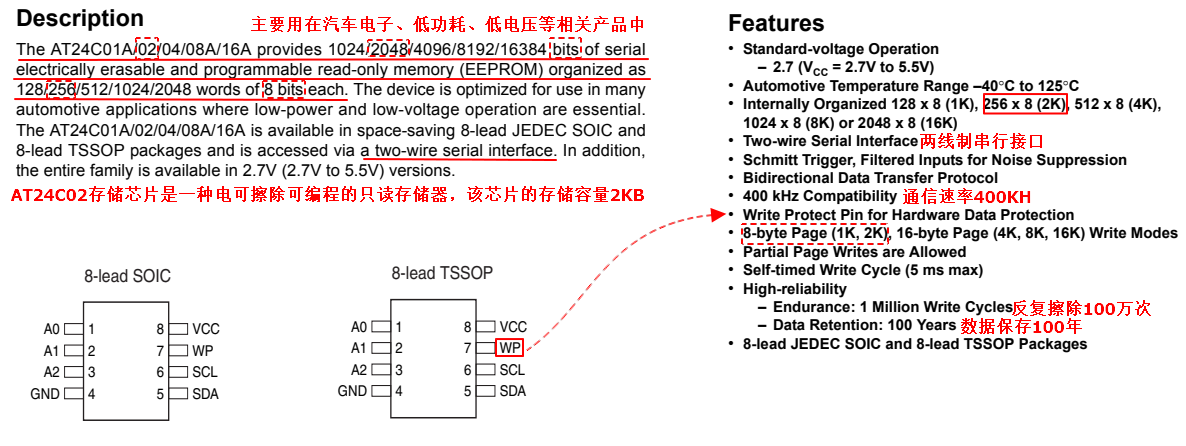 Description
主要用在汽车电子、低功耗、低电压等相关产品中
The AT24C01A/02/04/08A/16A provides 1024/2048/4096/8192/16384 bits of serial
electrically erasable and programmable read-only memory (EEPROM) organized as
128/256/512/1024/2048 words of 8 bits each. The device is optimized for use in many
automotive applications where low-power and low-voltage operation are essential.
The AT24C01A/02/04/08A/16A is available in space-saving 8-lead JEDEC SOIC and
8-lead TSSOP packages and is accessed via a two-wire serial interface. In addition,
the entire family is available in 2.7V (2.7V to 5.5V) versions.
AT24C02存储芯片是一种电可擦除可编程的只读存储器，该芯片的存储容量2KB
8-lead SOIC
A0 1 8 VCC
A1 2 7 WP
A2 3 6 SCL
GND 4 5 SDA
8-lead TSSOP
A0 1 8 VCC
A1 2 7 WP
A2 3 6 SCL
GND 4 5 SDA
Features
• Standard-voltage Operation
– 2.7 (VCC = 2.7V to 5.5V)
• Automotive Temperature Range –40°C to 125°C
• Internally Organized 128 x 8 (1K), 256 x 8 (2K), 512 x 8 (4K),
1024 x 8 (8K) or 2048 x 8 (16K)
• Two-wire Serial Interface 两线制串行接口
• Schmitt Trigger, Filtered Inputs for Noise Suppression
• Bidirectional Data Transfer Protocol
• 400 kHz Compatibility 通信速率400KH
• Write Protect Pin for Hardware Data Protection
• 8-byte Page (1K, 2K), 16-byte Page (4K, 8K, 16K) Write Modes
• Partial Page Writes are Allowed
• Self-timed Write Cycle (5 ms max)
• High-reliability
– Endurance: 1 Million Write Cycles 反复擦除100万次
– Data Retention: 100 Years 数据保存100年
• 8-lead JEDEC SOIC and 8-lead TSSOP Packages